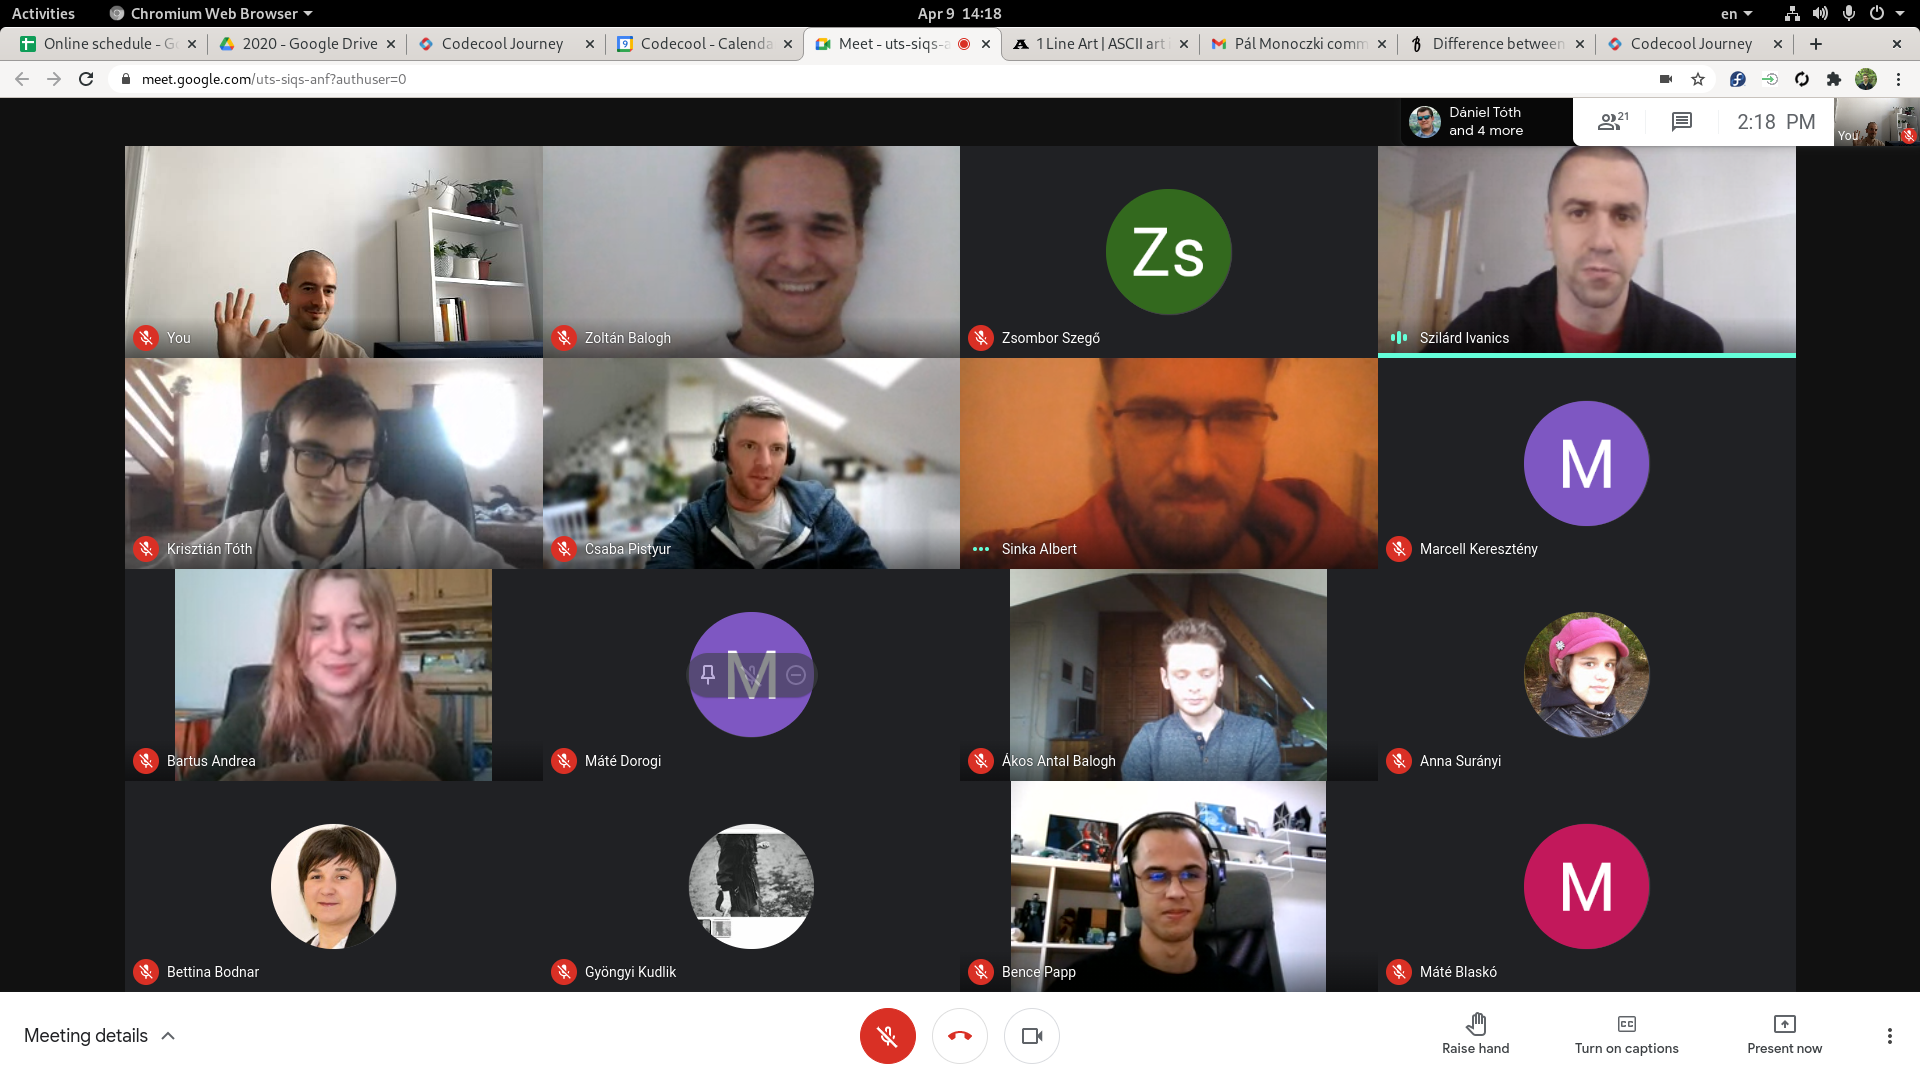 Activities
Chromium Web Browser
Apr 9 14:18
en
Online schedule - Go
2020 - Google Drive
Codecool Journey
Codecool - Calenda
Meet - uts-siqs-a
1 Line Art | ASCII art
Pál Monoczki comm
Difference between
Codecool Journey
meet.google.com/uts-siqs-anf?authuser=0
Dániel Tóth
and 4 more
21
2:18 PM
You
You
Zoltán Balogh
Zs
Zsombor Szegő
Szilárd Ivanics
Krisztián Tóth
Csaba Pistyur
Sinka Albert
M
Marcell Keresztény
Bartus Andrea
M
Máté Dorogi
Ákos Antal Balogh
Anna Surányi
Bettina Bodnar
Gyöngyi Kudlik
Bence Papp
M
Máté Blaskó
Meeting details
Raise hand
Turn on captions
Present now